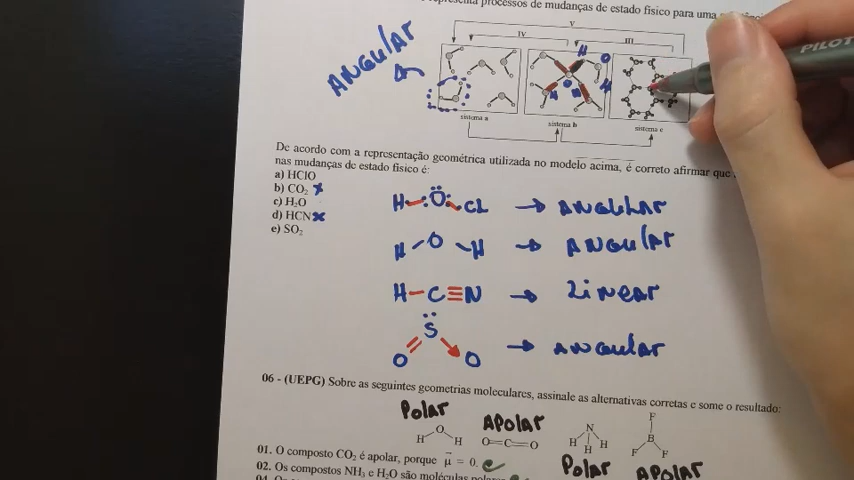 representa processos de mudanças de estado físico para uma
V
IV
III
ANGULAR
H
O
H
O
H
H
sistema a
sistema b
sistema c
De acordo com a representação geométrica utilizada no modelo acima, é correto afirmar que
nas mudanças de estado físico é:
a) HClO
b) CO2 x
c) H2O
d) HCN x
e) SO2
H O CL → ANGULAR
H O H → ANGULAR
H-C≡N → Linear
S
O O → ANGULAR
06 - (UEPG) Sobre as seguintes geometrias moleculares, assinale as alternativas corretas e some o resultado:
Polar
APolar
F
O
H H
O=C=O
N
H H
H
B
F F
Polar
APolar
01. O composto CO2 é apolar, porque μ = 0. C
02. Os compostos NH3 e H2O são moléculas polares